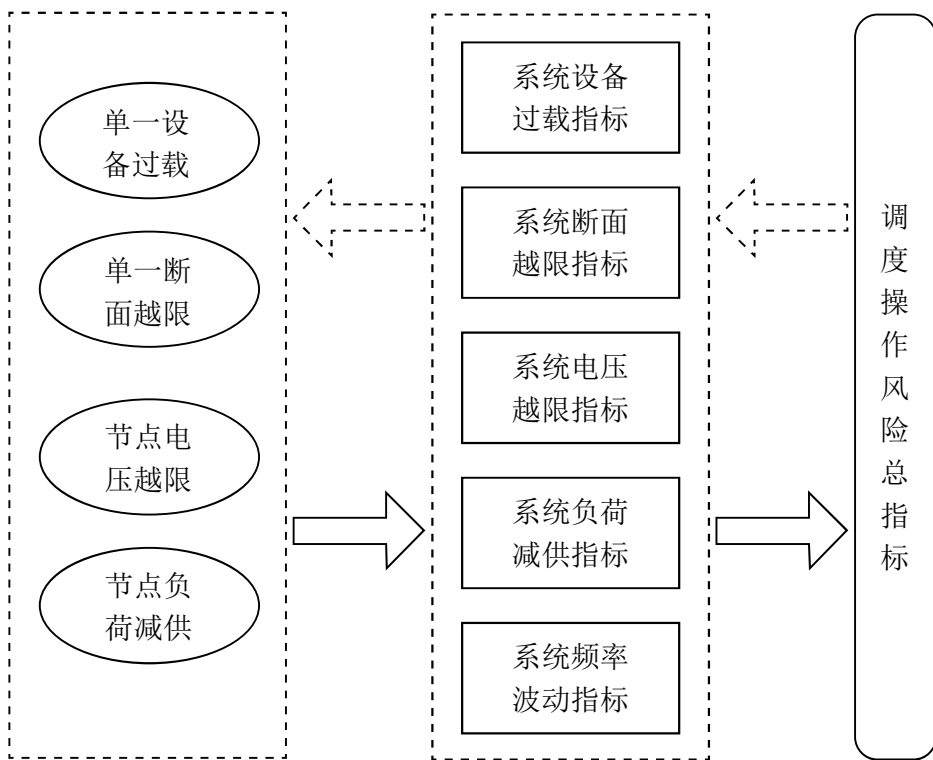 单一设
备过载
单一断
面越限
节点电
压越限
节点负
荷减供
系统设备
过载指标
系统断面
越限指标
系统电压
越限指标
系统负荷
减供指标
系统频率
波动指标
调
度
操
作
风
险
总
指
标